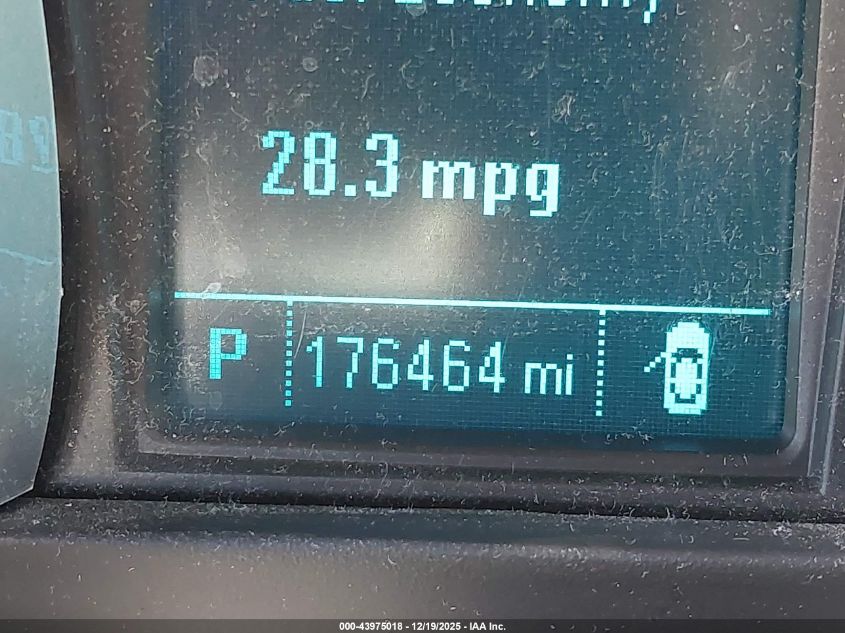 28.3 mpg
P 176464 mi
000-43975018 - 12/19/2025 - IAA Inc.